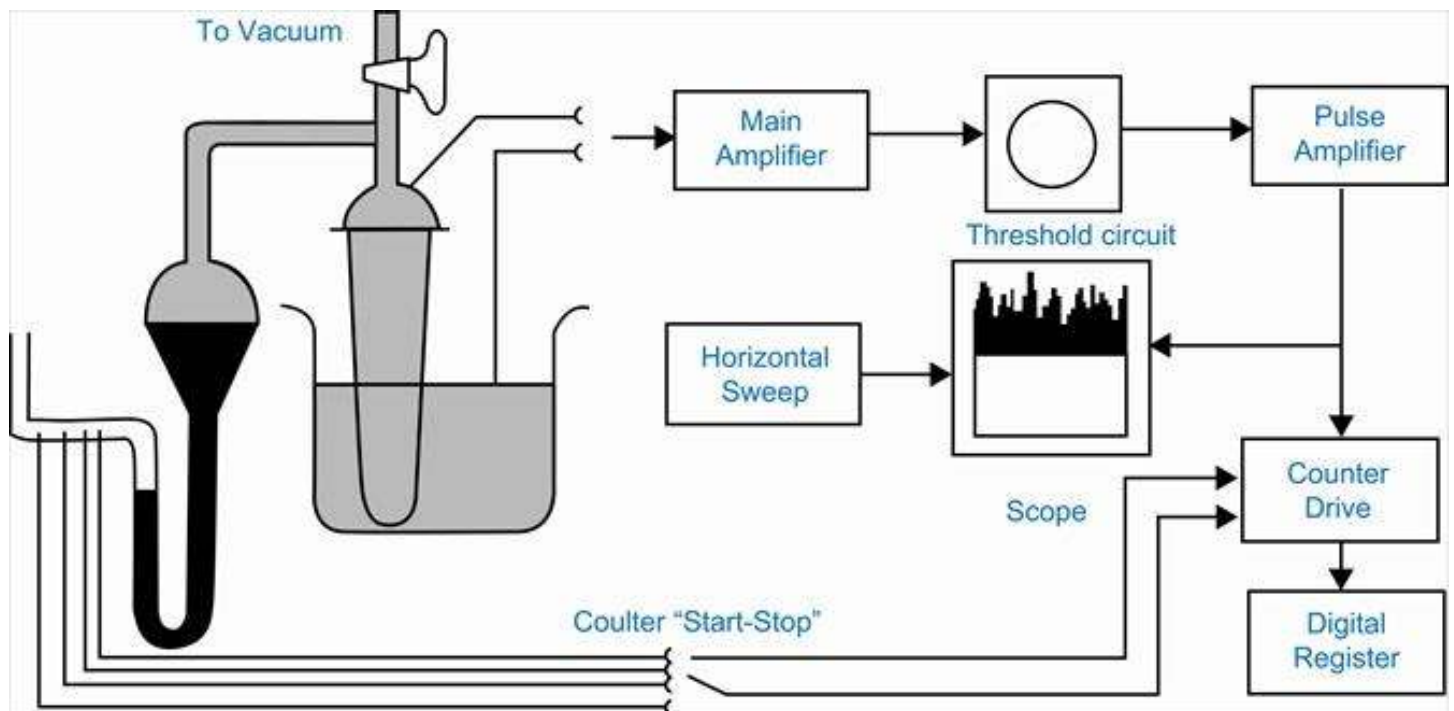 To Vacuum
Main
Amplifier
Pulse
Amplifier
Threshold circuit
Horizontal
Sweep
Scope
Counter
Drive
Coulter “Start-Stop”
Digital
Register